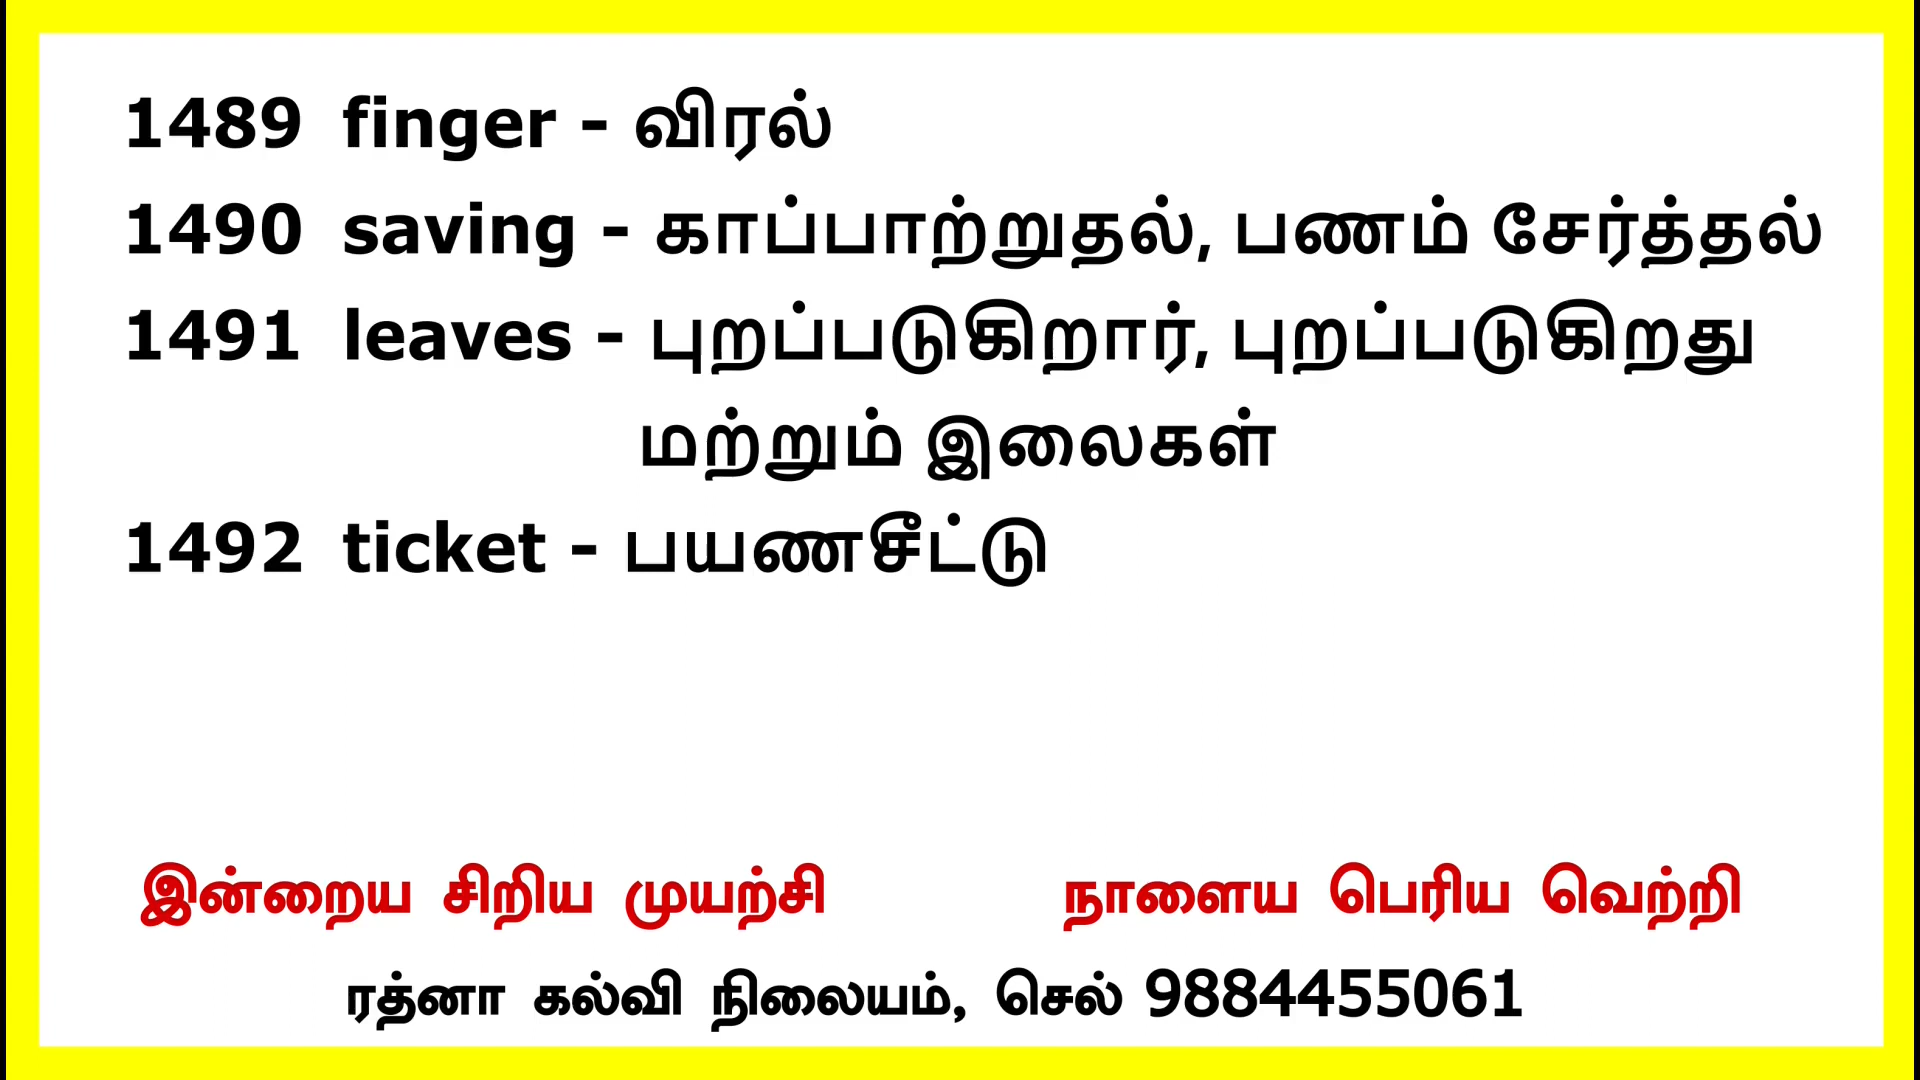 1489 finger - விரல்
1490 saving - காப்பாற்றுதல், பணம் சேர்த்தல்
1491 leaves - புறப்படுகிறார், புறப்படுகிறது
மற்றும் இலைகள்
1492 ticket - பயணசீட்டு
இன்றைய சிறிய முயற்சி நாளைய பெரிய வெற்றி
ரத்னா கல்வி நிலையம், செல் 9884455061